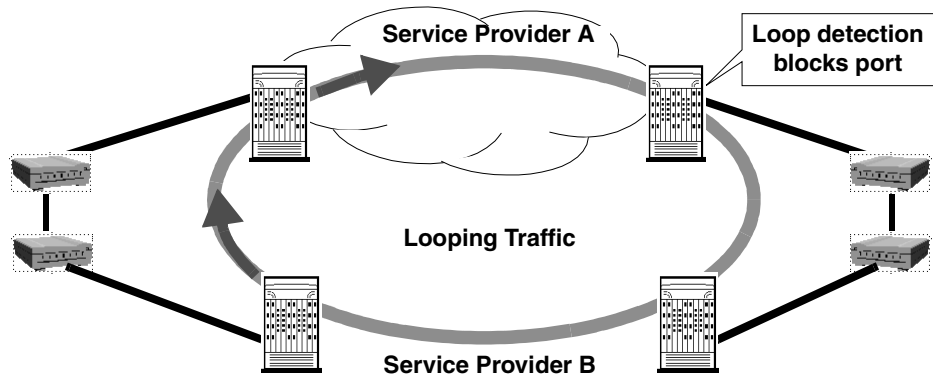 Service Provider A
Loop detection
blocks port
Looping Traffic
Service Provider B